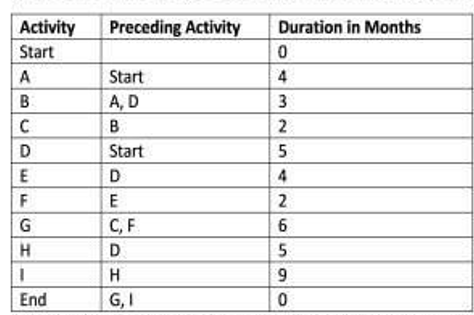 Activity Preceding Activity Duration in Months
Start 0
A Start 4
B A, D 3
C B 2
D Start 5
E D 4
F E 2
G C, F 6
H D 5
I H 9
End G, I 0